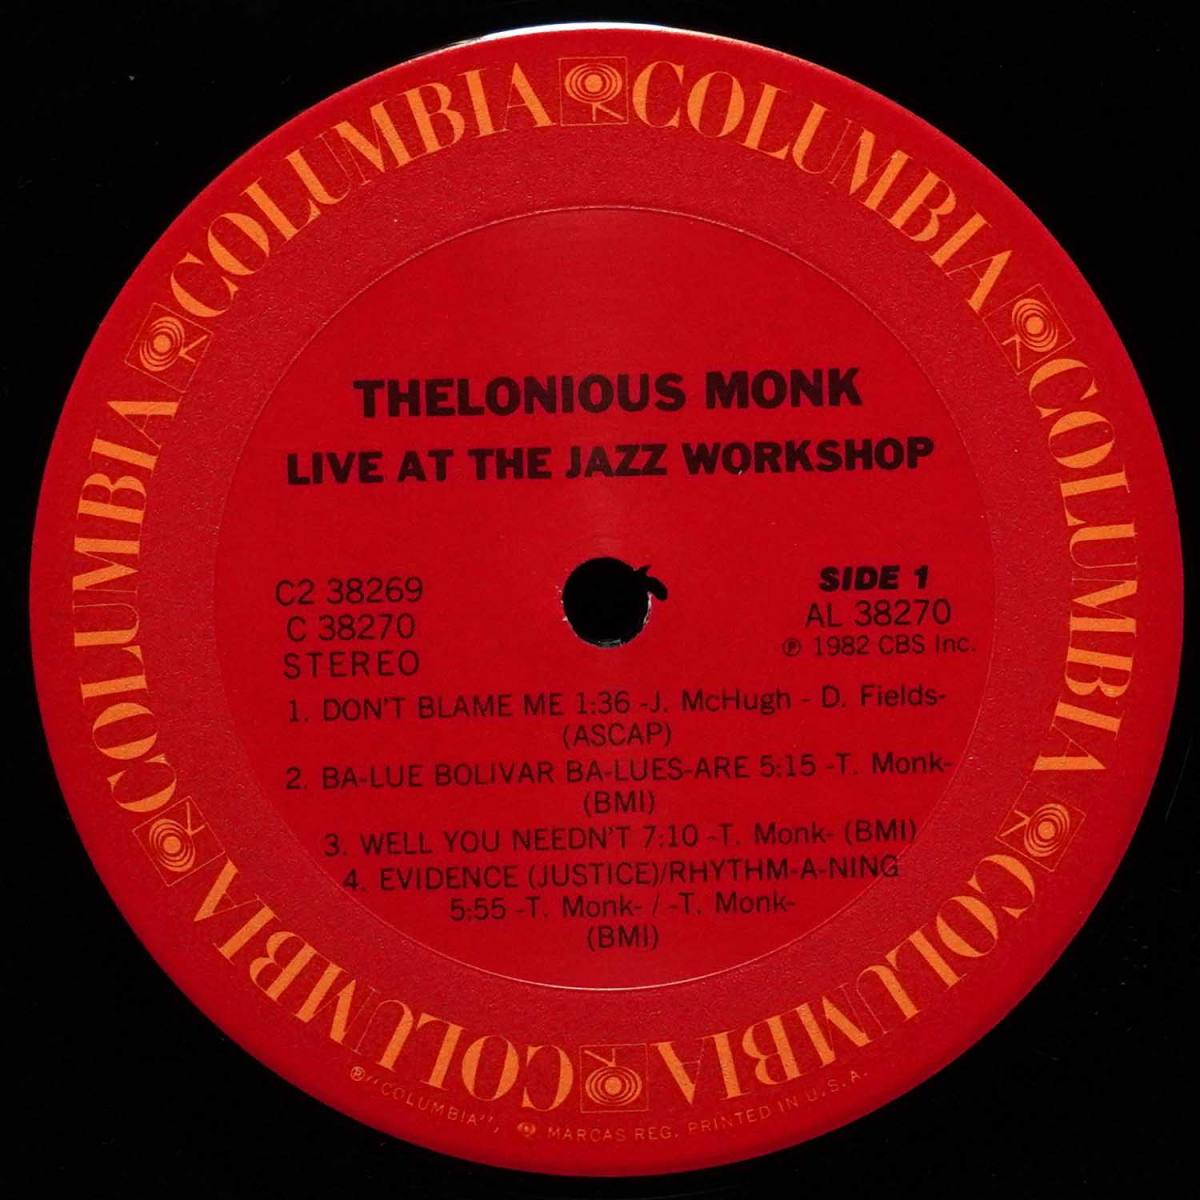 COLUMBIA COLUMBIA COLUMBIA COLUMBIA COLUMBIA COLUMBIA
THELONIOUS MONK
LIVE AT THE JAZZ WORKSHOP
C2 38269
C 38270
STEREO
SIDE 1
AL 38270
Ⓟ 1982 CBS Inc.
1. DON'T BLAME ME 1:36 -J. McHugh - D. Fields-
(ASCAP)
2. BA-LUE BOLIVAR BA-LUES-ARE 5:15 -T. Monk-
(BMI)
3. WELL YOU NEEDN'T 7:10 -T. Monk- (BMI)
4. EVIDENCE (JUSTICE)/RHYTHM-A-NING
5:55 -T. Monk- / -T. Monk-
(BMI)
Ⓟ "COLUMBIA", MARCAS REG. PRINTED IN U.S.A.